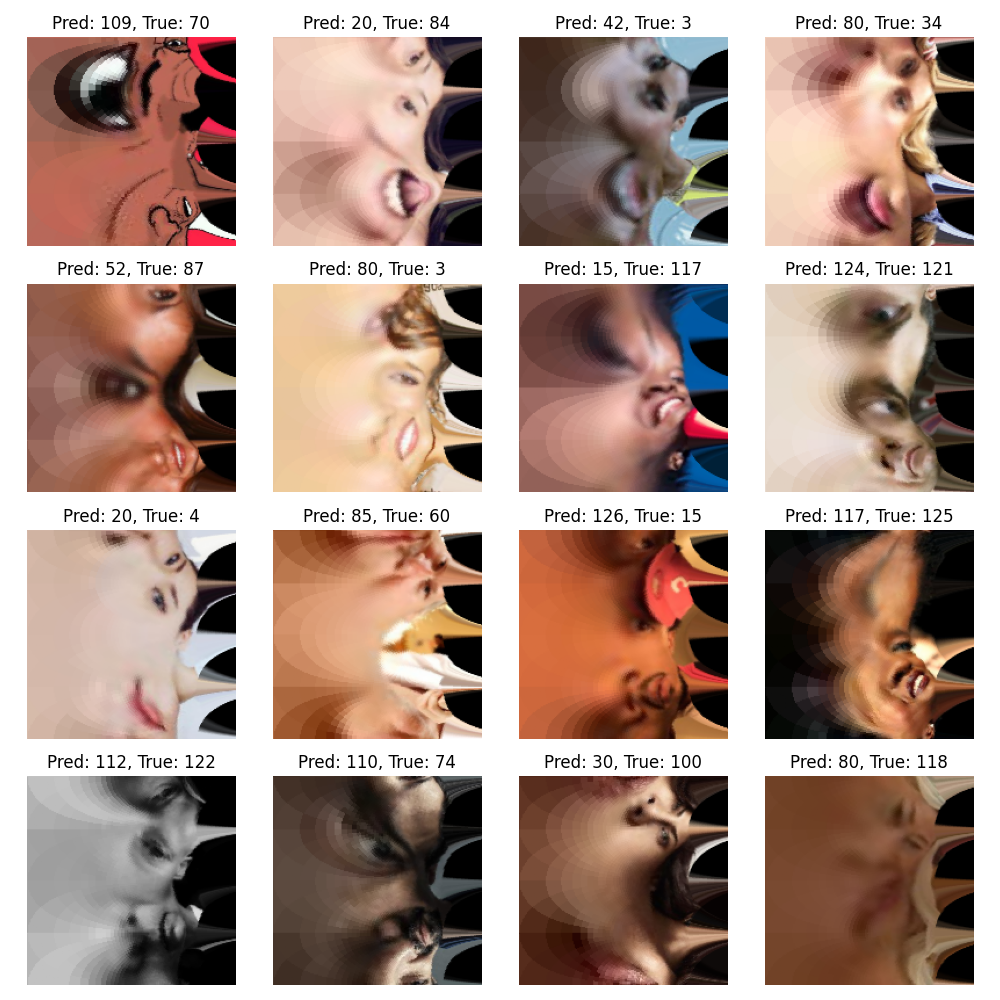 Pred: 109, True: 70
Pred: 20, True: 84
Pred: 42, True: 3
Pred: 80, True: 34
Pred: 52, True: 87
Pred: 80, True: 3
Pred: 15, True: 117
Pred: 124, True: 121
Pred: 20, True: 4
Pred: 85, True: 60
Pred: 126, True: 15
Pred: 117, True: 125
C
Pred: 112, True: 122
Pred: 110, True: 74
Pred: 30, True: 100
Pred: 80, True: 118